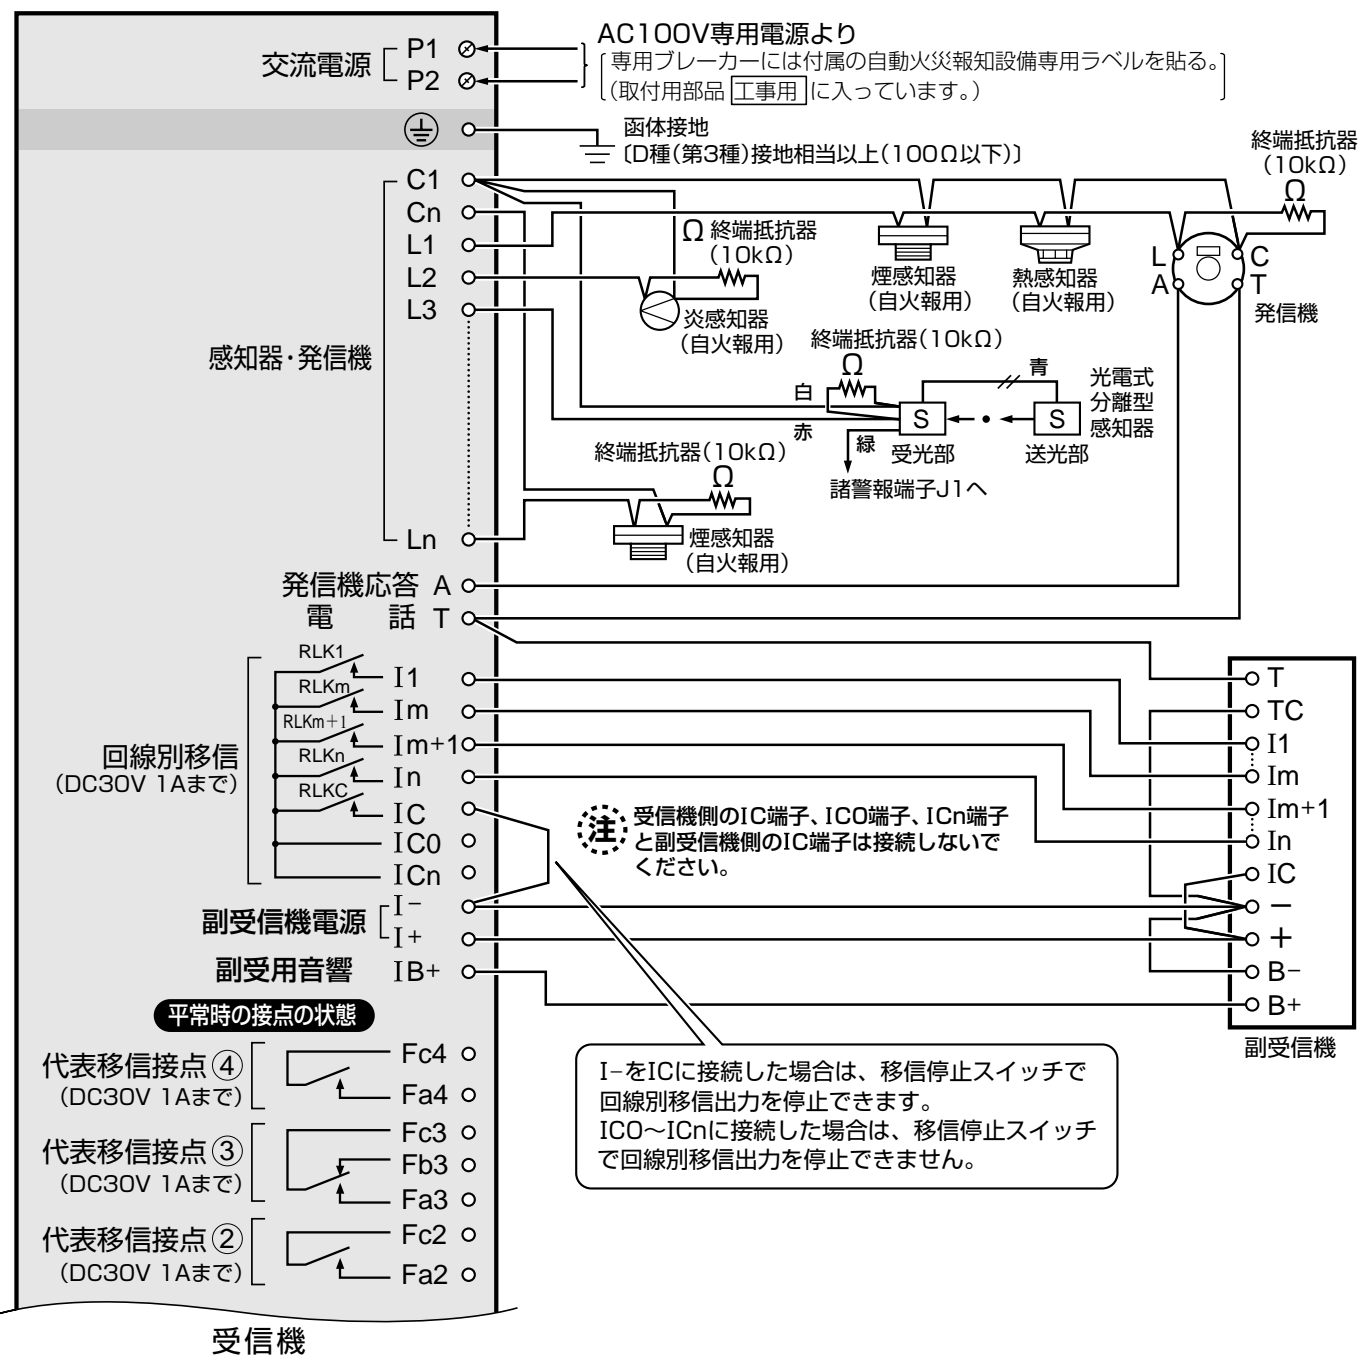 交流電源
P1
P2
AC100V専用電源より
専用ブレーカーには付属の自動火災報知設備専用ラベルを貼る。
(取付用部品 工事用 に入っています。)
函体接地
〔D種(第3種)接地相当以上(100Ω以下)〕
感知器・発信機
C1
Cn
L1
L2
L3
Ln
終端抵抗器
(10kΩ)
Ω
Ω 終端抵抗器
(10kΩ)
煙感知器
(自火報用)
熱感知器
(自火報用)
L
C
A
T
発信機
炎感知器
(自火報用)
終端抵抗器(10kΩ)
Ω
白
赤
緑
青
S
S
受光部
送光部
光電式
分離型
感知器
諸警報端子J1へ
終端抵抗器(10kΩ)
Ω
煙感知器
(自火報用)
発信機応答 A
電話 T
回線別移信
(DC30V 1Aまで)
RLK1
I1
RLKm
Im
RLKm+1
Im+1
RLKn
In
RLKC
IC
IC0
ICn
副受信機電源
I−
I+
副受用音響 IB+
注
受信機側のIC端子、IC0端子、ICn端子
と副受信機側のIC端子は接続しないで
ください。
T
TC
I1
Im
Im+1
In
IC
−
+
B−
B+
副受信機
I−をICに接続した場合は、移信停止スイッチで
回線別移信出力を停止できます。
IC0〜ICnに接続した場合は、移信停止スイッチ
で回線別移信出力を停止できません。
平常時の接点の状態
代表移信接点④
(DC30V 1Aまで)
Fc4
Fa4
代表移信接点③
(DC30V 1Aまで)
Fc3
Fb3
Fa3
代表移信接点②
(DC30V 1Aまで)
Fc2
Fa2
受信機